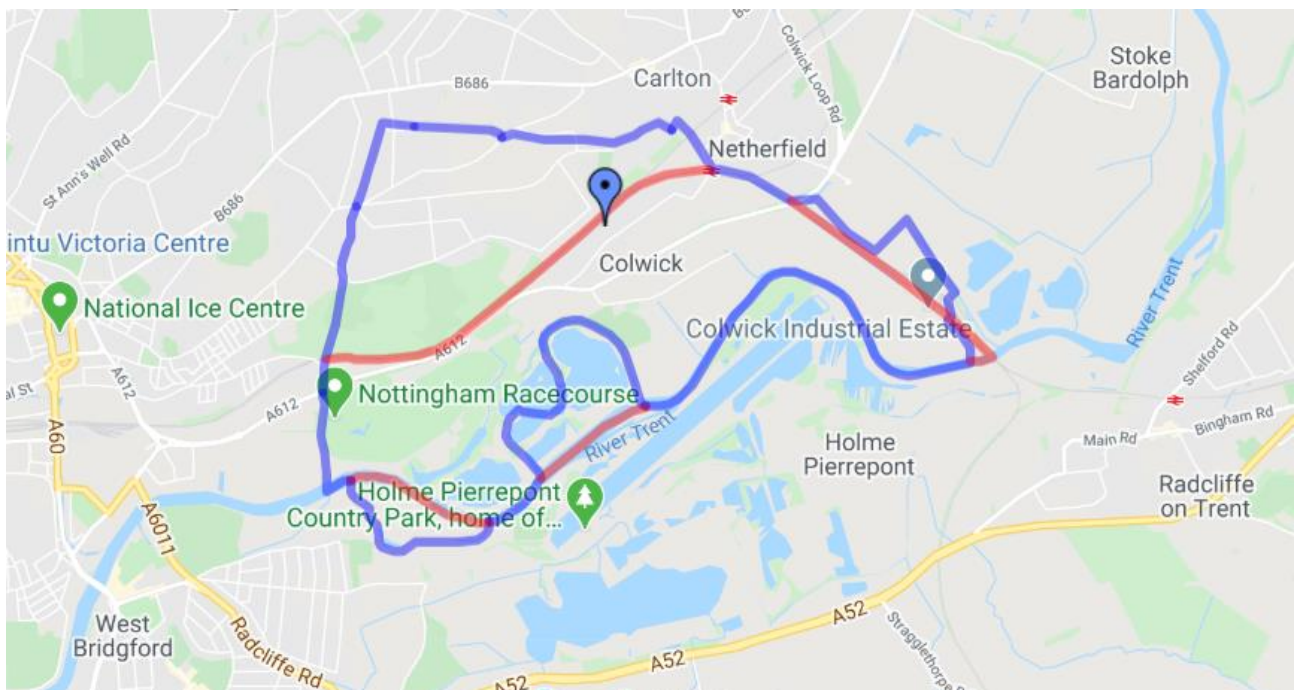 Stoke
Bardolph
Colwick Loop Rd
Carlton
B686
St Ann's Well Rd
Netherfield
B686
intu Victoria Centre
Colwick
River Trent
National Ice Centre
Colwick Industrial Estate
A612
Shelford Rd
A612
Nottingham Racecourse
al St
A612
River Trent
Bingham Rd
Main Rd
A60
Holme
Pierrepont
Holme Pierrepont
Country Park, home of...
Radcliffe
on Trent
A6011
A52
West
Bridgford
Radcliffe Rd
Stragglethorpe
A52
A52